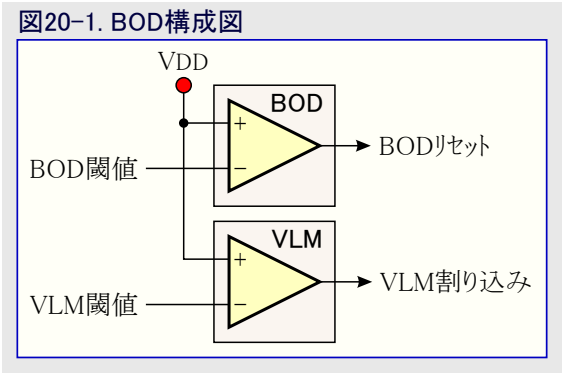 図20-1. BOD構成図
VDD
BOD
+
−
BOD閾値
BODリセット
VLM
+
−
VLM閾値
VLM割り込み